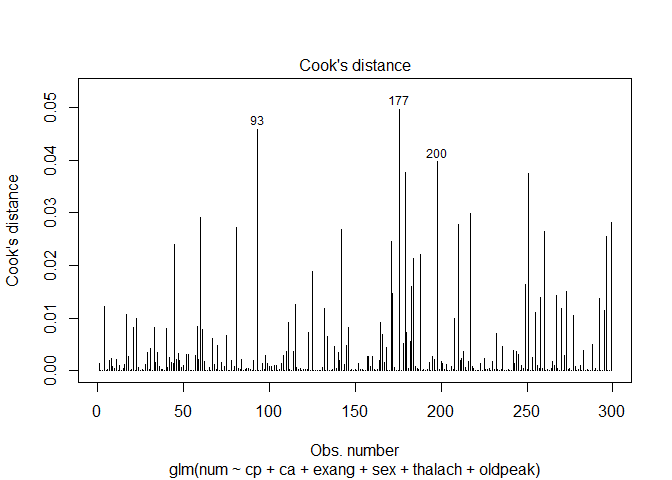 Cook's distance
Cook's distance
0.00 0.01 0.02 0.03 0.04 0.05
93
177
200
0 50 100 150 200 250 300
Obs. number
glm(num ~ cp + ca + exang + sex + thalach + oldpeak)